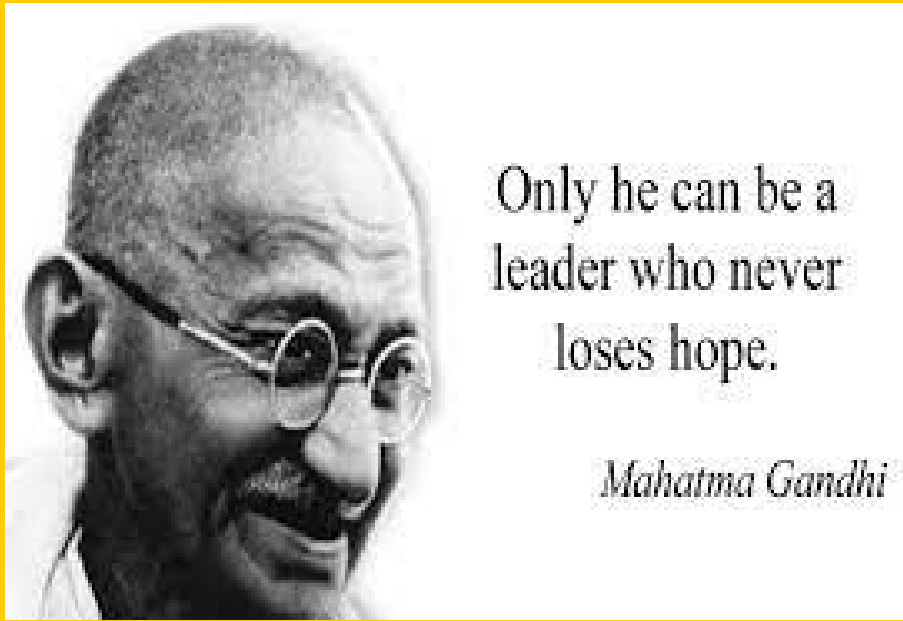 Only he can be a
leader who never
loses hope.
Mahatma Gandhi